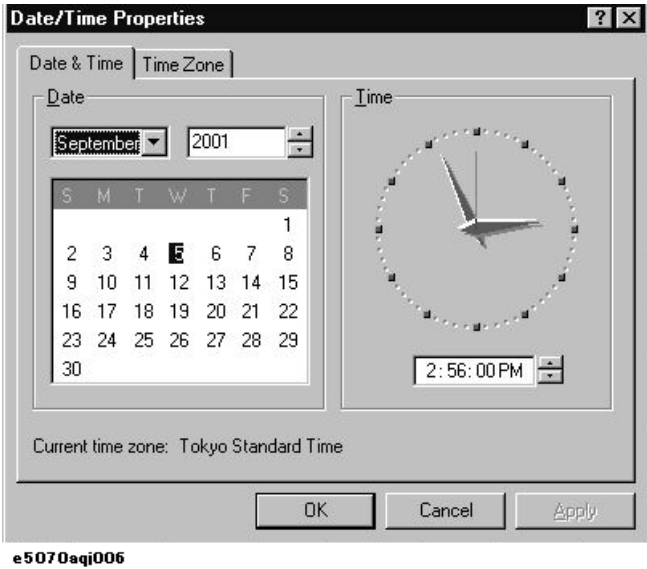 Date/Time Properties
? X
Date & Time
Time Zone
Date
Time
September
2001
S M T W T F S
1
2 3 4 5 6 7 8
9 10 11 12 13 14 15
16 17 18 19 20 21 22
23 24 25 26 27 28 29
30
2:56:00 PM
Current time zone: Tokyo Standard Time
OK
Cancel
Apply
e5070aqj006